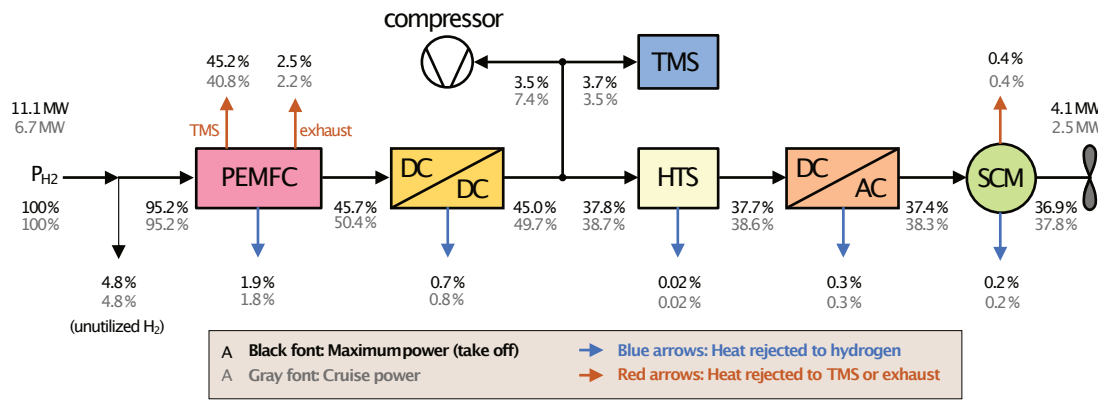 compressor
TMS
45.2 %
40.8 %
2.5 %
2.2 %
3.5 %
7.4 %
3.7 %
3.5 %
0.4 %
0.4 %
11.1 MW
6.7 MW
4.1 MW
2.5 MW
TMS
exhaust
P_H2
PEMFC
DC
DC
HTS
DC
AC
SCM
100 %
100 %
95.2 %
95.2 %
45.7 %
50.4 %
45.0 %
49.7 %
37.8 %
38.7 %
37.7 %
38.6 %
37.4 %
38.3 %
36.9 %
37.8 %
4.8 %
4.8 %
(unutilized H₂)
1.9 %
1.8 %
0.7 %
0.8 %
0.02 %
0.02 %
0.3 %
0.3 %
0.2 %
0.2 %
A Black font: Maximum power (take off)
Blue arrows: Heat rejected to hydrogen
A Gray font: Cruise power
Red arrows: Heat rejected to TMS or exhaust